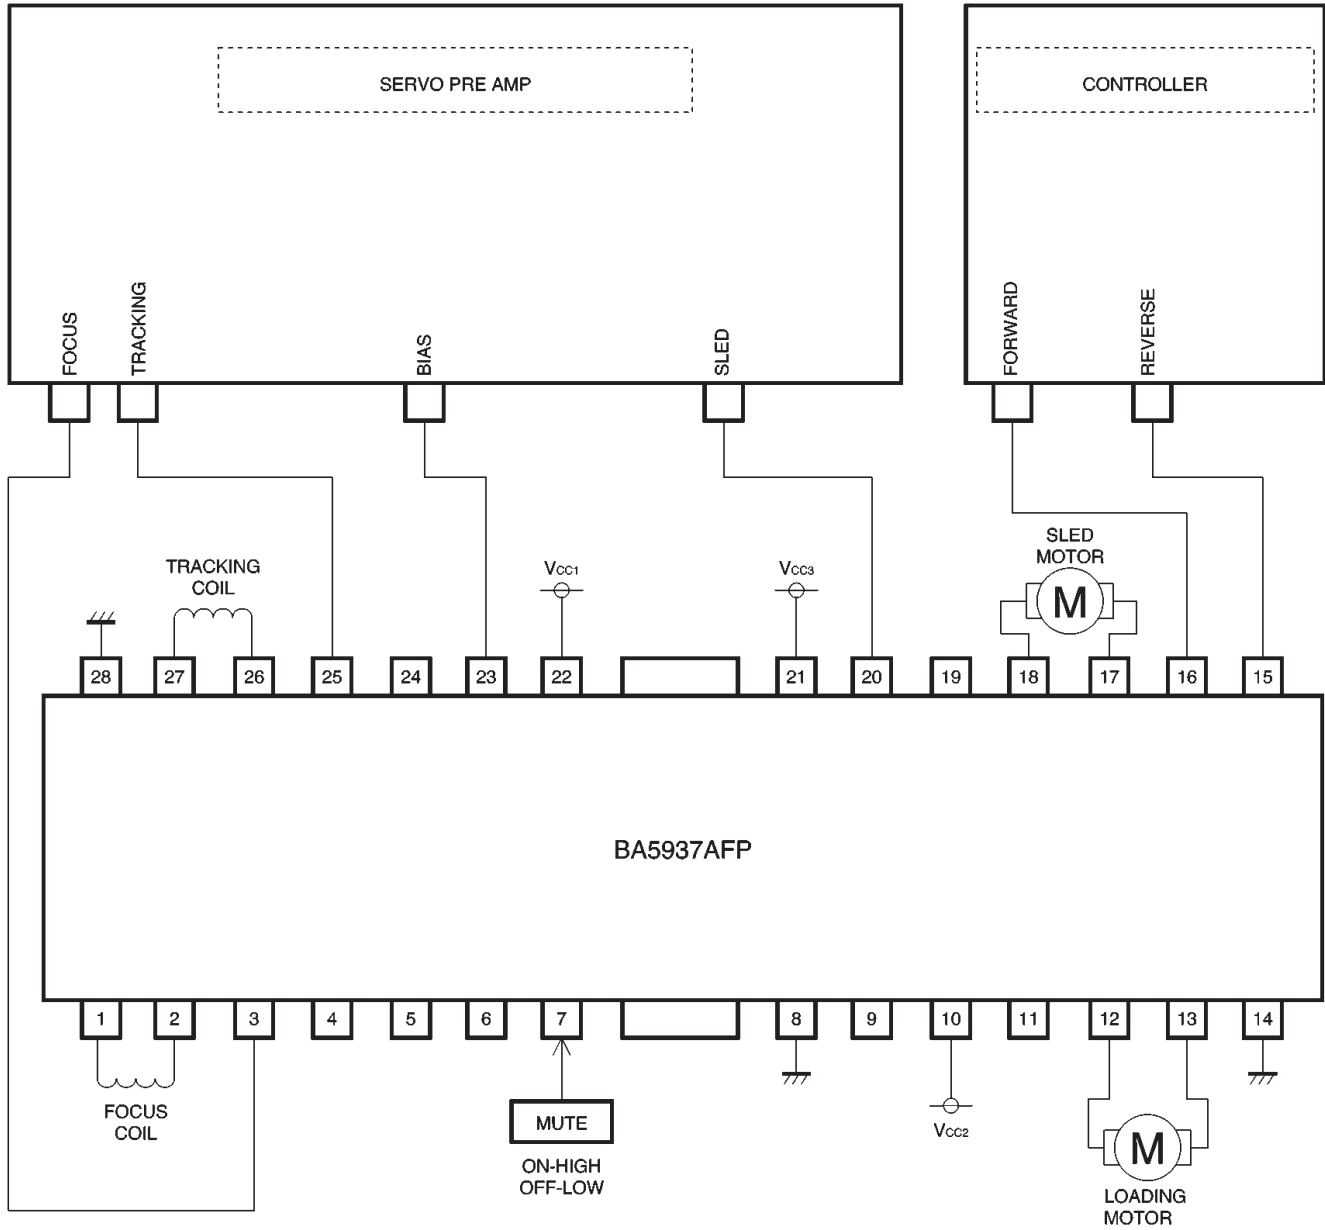 SERVO PRE AMP
CONTROLLER
FOCUS
TRACKING
BIAS
SLED
FORWARD
REVERSE
TRACKING
COIL
VCC1
VCC3
SLED
MOTOR
M
28
27
26
25
24
23
22
21
20
19
18
17
16
15
BA5937AFP
1
2
3
4
5
6
7
8
9
10
11
12
13
14
FOCUS
COIL
MUTE
ON-HIGH
OFF-LOW
VCC2
M
LOADING
MOTOR